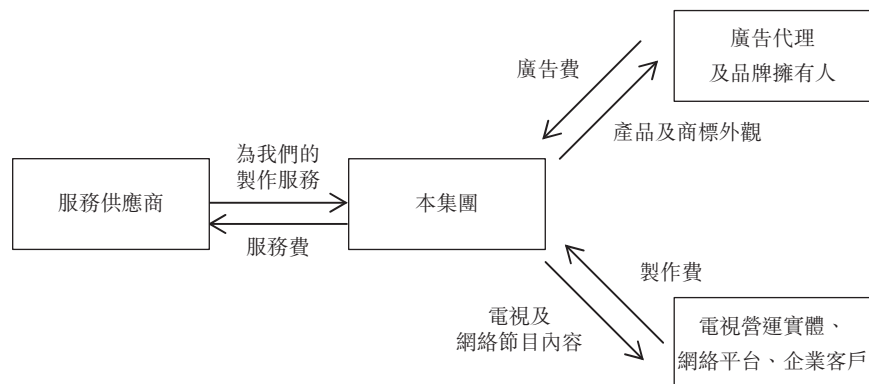 廣告代理
及品牌擁有人
廣告費
產品及商標外觀
為我們的
製作服務
服務供應商
本集團
服務費
製作費
電視及
網絡節目內容
電視營運實體、
網絡平台、企業客戶